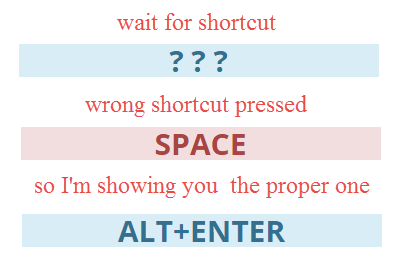 wait for shortcut
? ? ?
wrong shortcut pressed
SPACE
so I'm showing you the proper one
ALT+ENTER